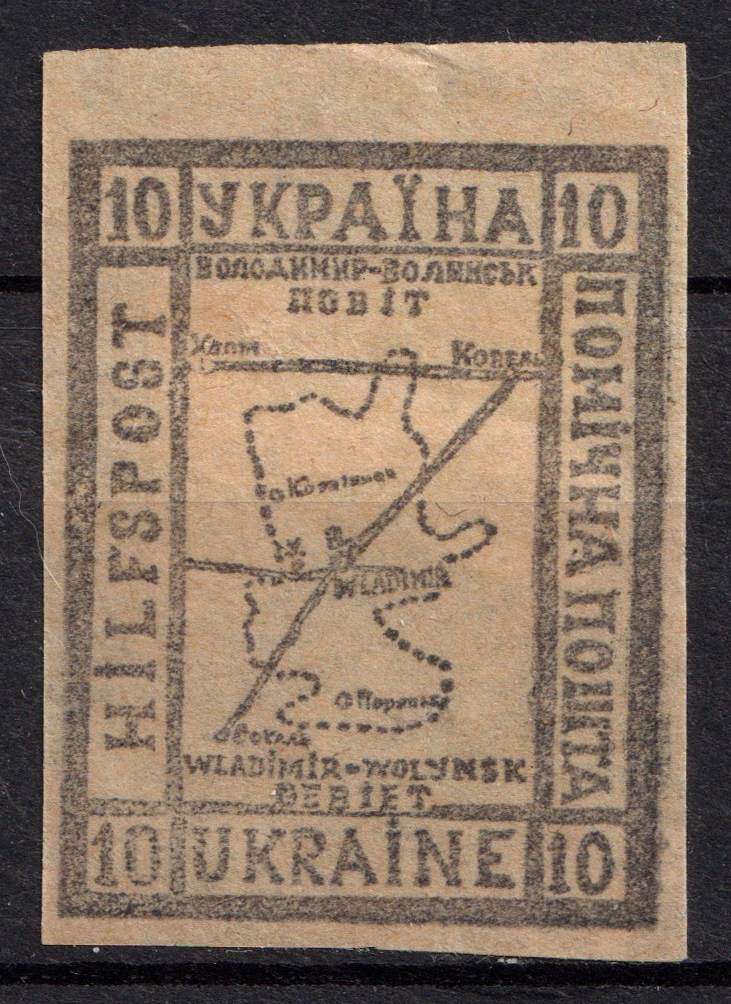 10 УКРАЇНА 10
ВОЛОДИМИР-ВОЛИНСЬК
ПОВІТ
HILFSPOST
ПОМІЧНА ПОШТА
КОВЕЛЬ
WLADIMIR
WLADIMIR-WOLYNSK
GEBIET
10 UKRAINE 10